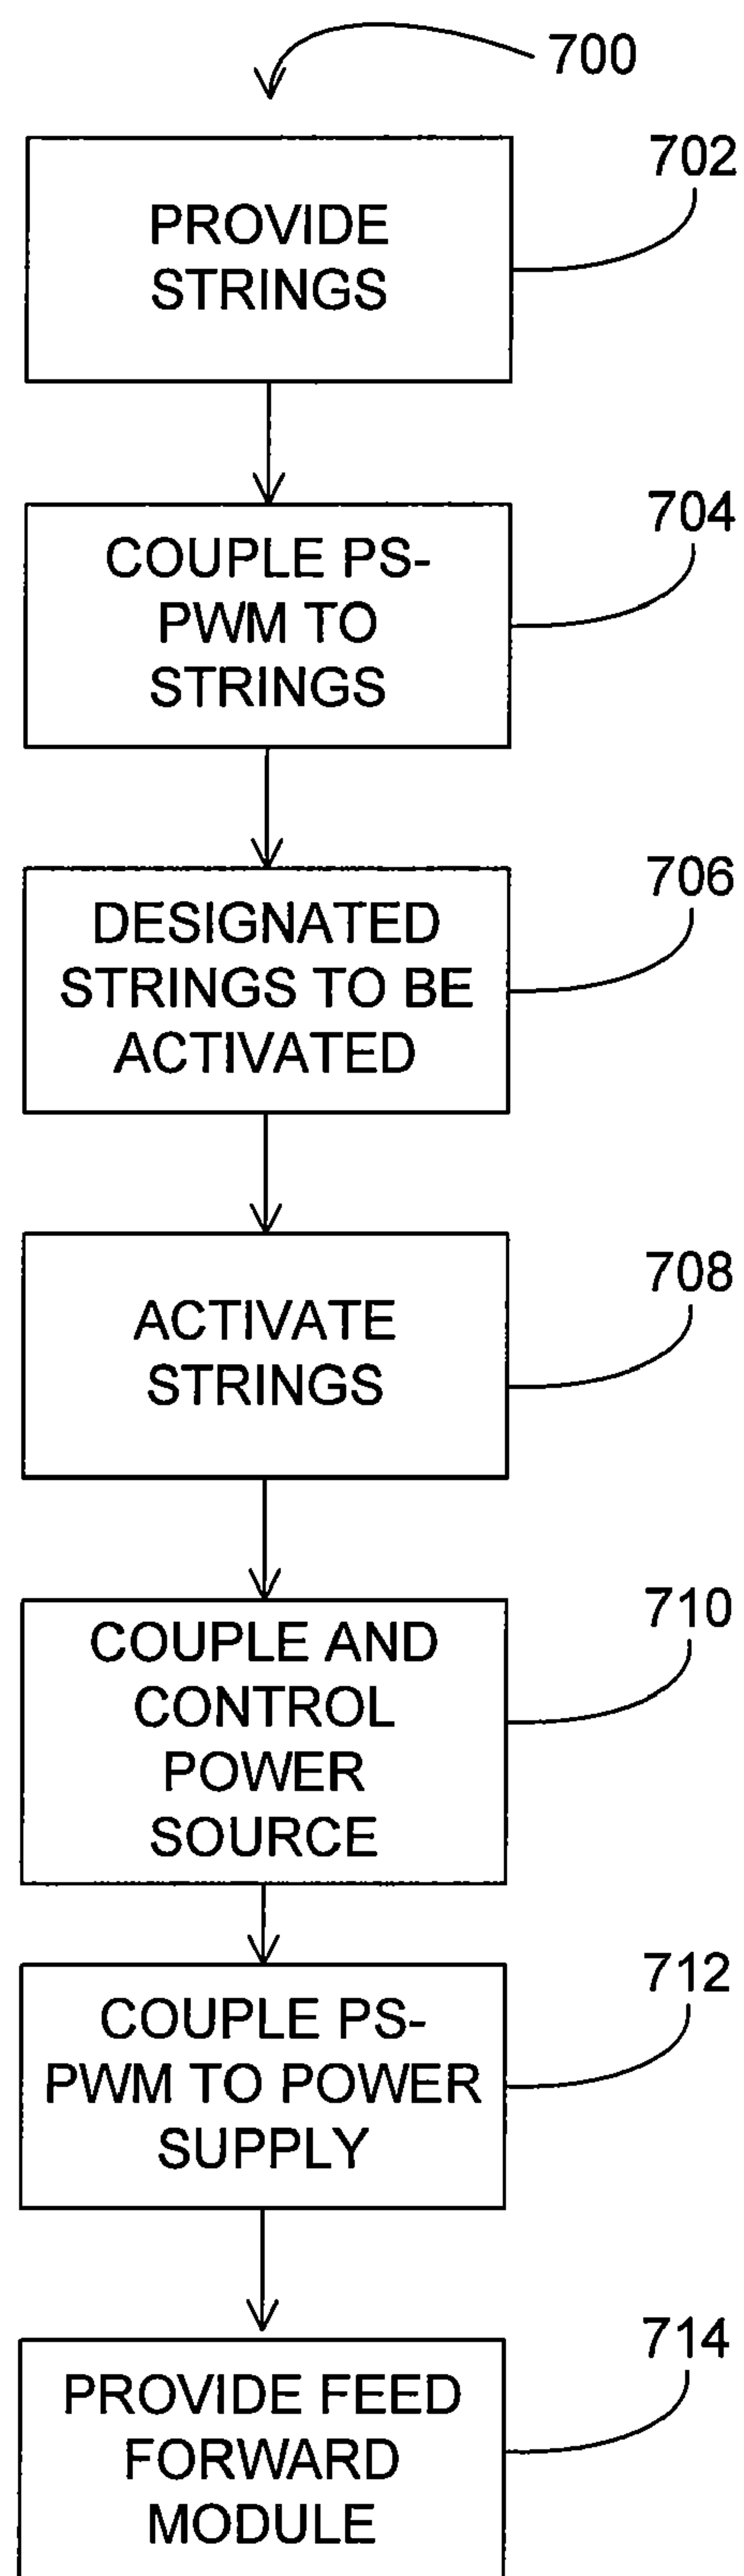 700
702
PROVIDE
STRINGS
704
COUPLE PS-
PWM TO
STRINGS
706
DESIGNATED
STRINGS TO BE
ACTIVATED
708
ACTIVATE
STRINGS
710
COUPLE AND
CONTROL
POWER
SOURCE
712
COUPLE PS-
PWM TO POWER
SUPPLY
714
PROVIDE FEED
FORWARD
MODULE